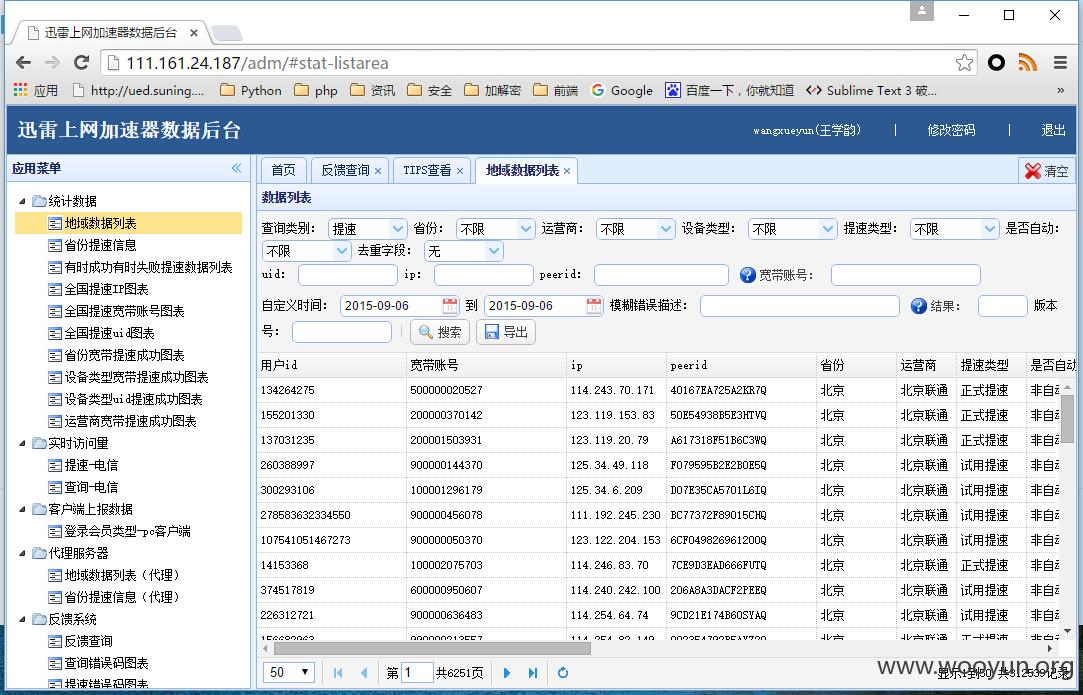 迅雷上网加速器数据后台
111.161.24.187/adm/#stat-listarea
应用 http://ued.suning.... Python php 资讯 安全 加解密 前端 Google 百度一下，你就知道 Sublime Text 3 破... »
迅雷上网加速器数据后台 wangxueyun(王学韵) | 修改密码 | 退出
应用菜单
统计数据
地域数据列表
省份提速信息
有时成功有时失败提速数据列表
全国提速IP图表
全国提速宽带账号图表
全国提速uid图表
省份宽带提速成功图表
设备类型宽带提速成功图表
设备类型uid提速成功图表
运营商宽带提速成功图表
实时访问量
提速-电信
查询-电信
客户端上报数据
登录会员类型-pc客户端
代理服务器
地域数据列表（代理）
省份提速信息（代理）
反馈系统
反馈查询
查询错误码图表
提速错误码图表
首页 反馈查询 TIPS查看 地域数据列表 清空
数据列表
查询类别: 提速 省份: 不限 运营商: 不限 设备类型: 不限 提速类型: 不限 是否自动:
不限 去重字段: 无
uid: ip: peerid: 宽带账号:
自定义时间: 2015-09-06 到 2015-09-06 模糊错误描述: 结果: 版本
号: 搜索 导出
用户id 宽带账号 ip peerid 省份 运营商 提速类型 是否自动
134264275 500000020527 114.243.70.171 40167EA725A2KR7Q 北京 北京联通 正式提速 非自动
155201330 200000370142 123.119.153.83 50E54938B5E3HTVQ 北京 北京联通 正式提速 非自动
137031235 200001503931 123.119.20.79 A617318F51B6C3WQ 北京 北京联通 正式提速 非自动
260388997 900000144370 125.34.49.118 F079595B2E2B0E5Q 北京 北京联通 试用提速 非自动
300293106 100001296179 125.34.6.209 D07E35CA5701L6IQ 北京 北京联通 试用提速 非自动
278583632334550 900000456078 111.192.245.230 BC77372F89015CHQ 北京 北京联通 试用提速 非自动
107541051467273 900000050370 123.122.204.153 6CF049826961200Q 北京 北京联通 试用提速 非自动
14153368 100002075703 114.246.83.70 7CE9D3EAD666FUTQ 北京 北京联通 正式提速 非自动
374517819 600000950607 114.240.242.100 206A8A3DACF2PEEQ 北京 北京联通 试用提速 非自动
226312721 900000636483 114.254.64.74 9CD21E174B60SYAQ 北京 北京联通 试用提速 非自动
50 第 1 共6251页
www.wooyun.org